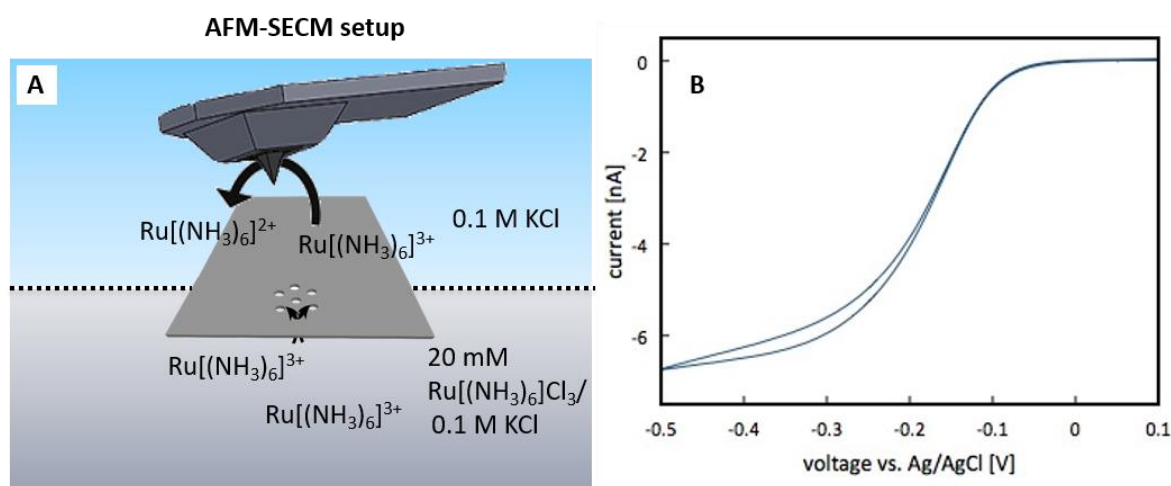 AFM-SECM setup
A
Ru[(NH₃)₆]²⁺
Ru[(NH₃)₆]³⁺
0.1 M KCl
Ru[(NH₃)₆]³⁺
Ru[(NH₃)₆]³⁺
20 mM
Ru[(NH₃)₆]Cl₃/
0.1 M KCl
B
current [nA]
0
-2
-4
-6
-0.5 -0.4 -0.3 -0.2 -0.1 0 0.1
voltage vs. Ag/AgCl [V]